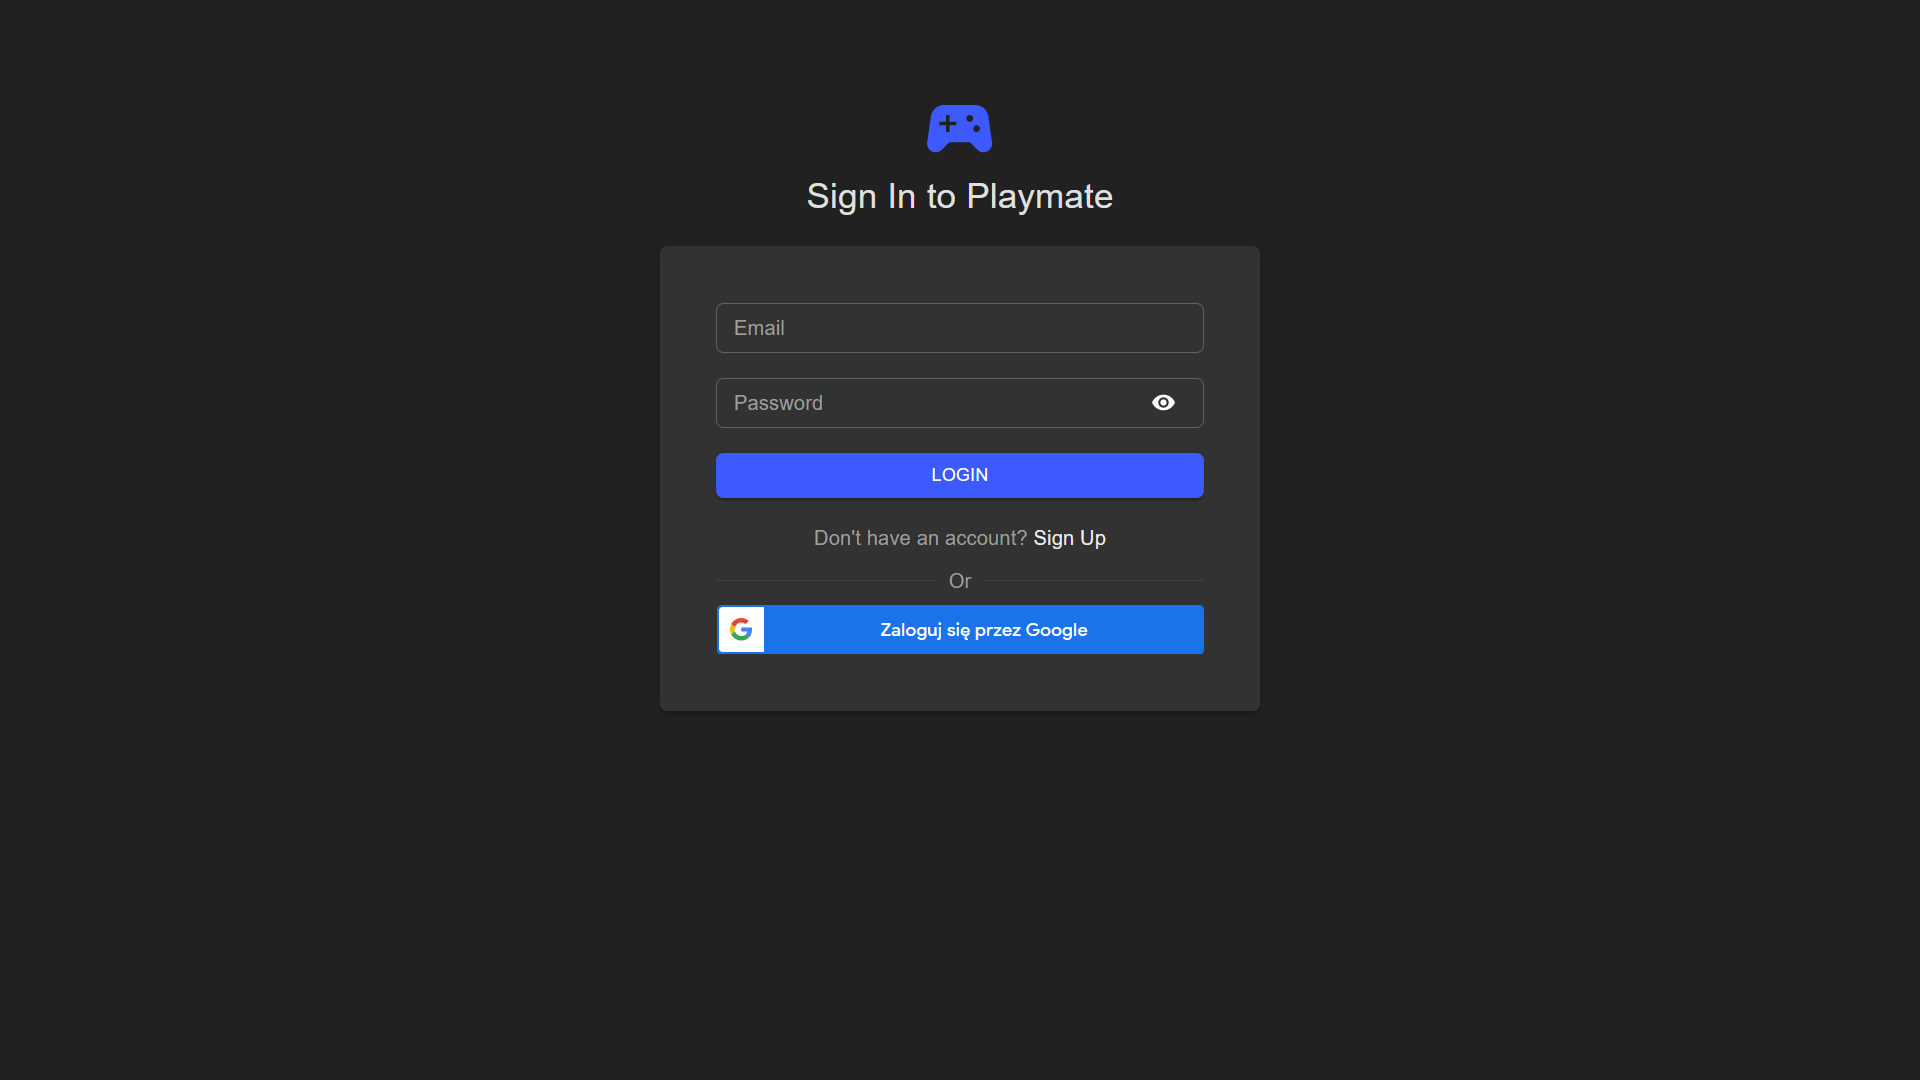 Sign In to Playmate
Email
Password
LOGIN
Don't have an account? Sign Up
Or
Zaloguj się przez Google